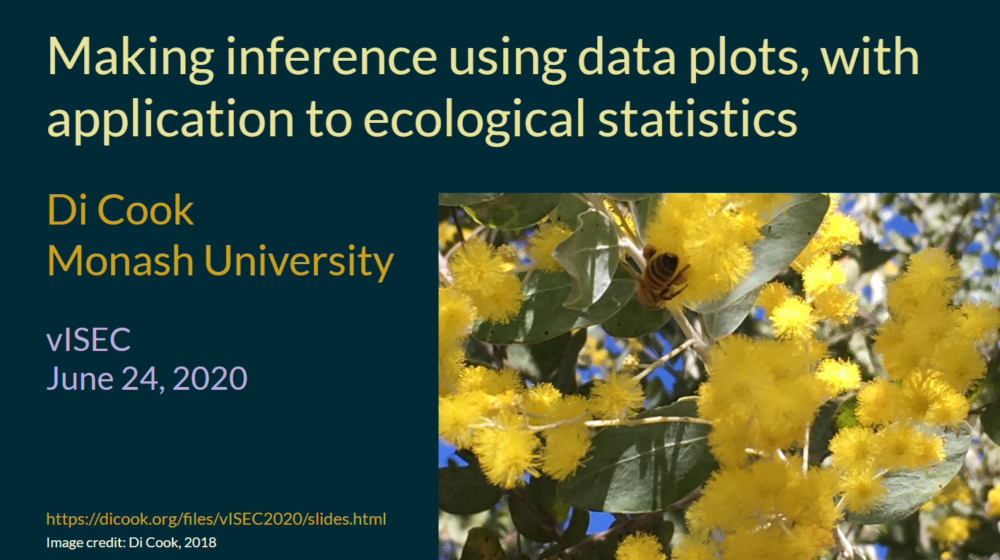 Making inference using data plots, with
application to ecological statistics
Di Cook
Monash University
vISEC
June 24, 2020
https://dicook.org/files/vISEC2020/slides.html
Image credit: Di Cook, 2018